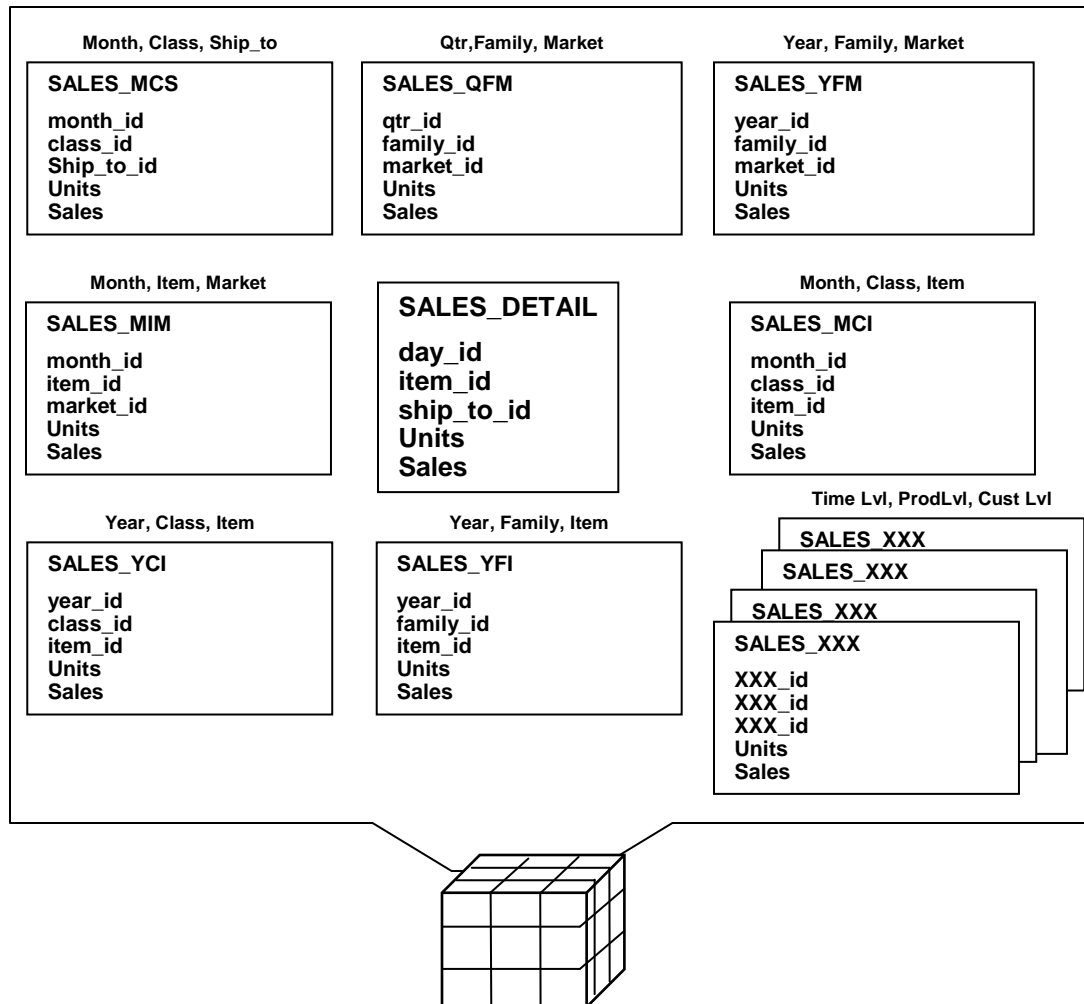 Month, Class, Ship_to
SALES_MCS
month_id
class_id
Ship_to_id
Units
Sales
Qtr,Family, Market
SALES_QFM
qtr_id
family_id
market_id
Units
Sales
Year, Family, Market
SALES_YFM
year_id
family_id
market_id
Units
Sales
Month, Item, Market
SALES_MIM
month_id
item_id
market_id
Units
Sales
SALES_DETAIL
day_id
item_id
ship_to_id
Units
Sales
Month, Class, Item
SALES_MCI
month_id
class_id
item_id
Units
Sales
Year, Class, Item
SALES_YCI
year_id
class_id
item_id
Units
Sales
Year, Family, Item
SALES_YFI
year_id
family_id
item_id
Units
Sales
Time Lvl, ProdLvl, Cust Lvl
SALES_XXX
SALES_XXX
SALES_XXX
SALES_XXX
XXX_id
XXX_id
XXX_id
Units
Sales